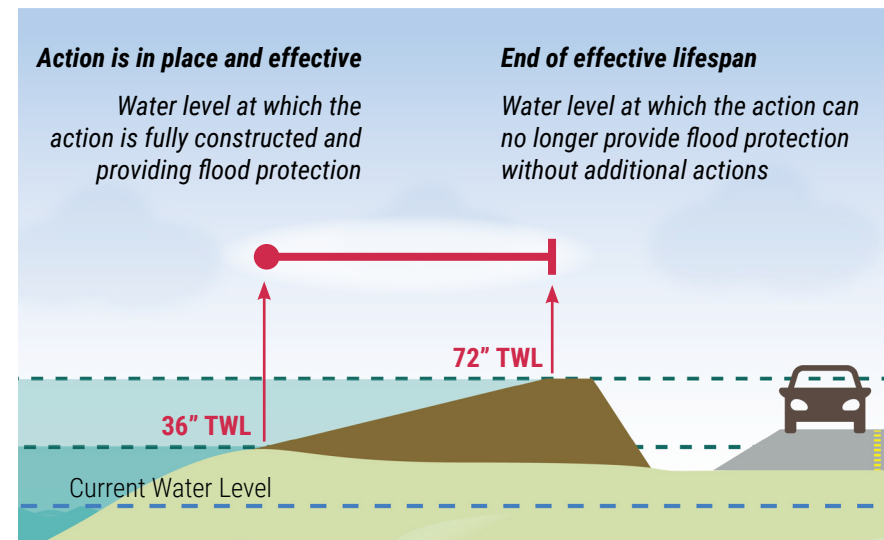 Action is in place and effective
Water level at which the
action is fully constructed and
providing flood protection
End of effective lifespan
Water level at which the action can
no longer provide flood protection
without additional actions
72” TWL
36” TWL
Current Water Level